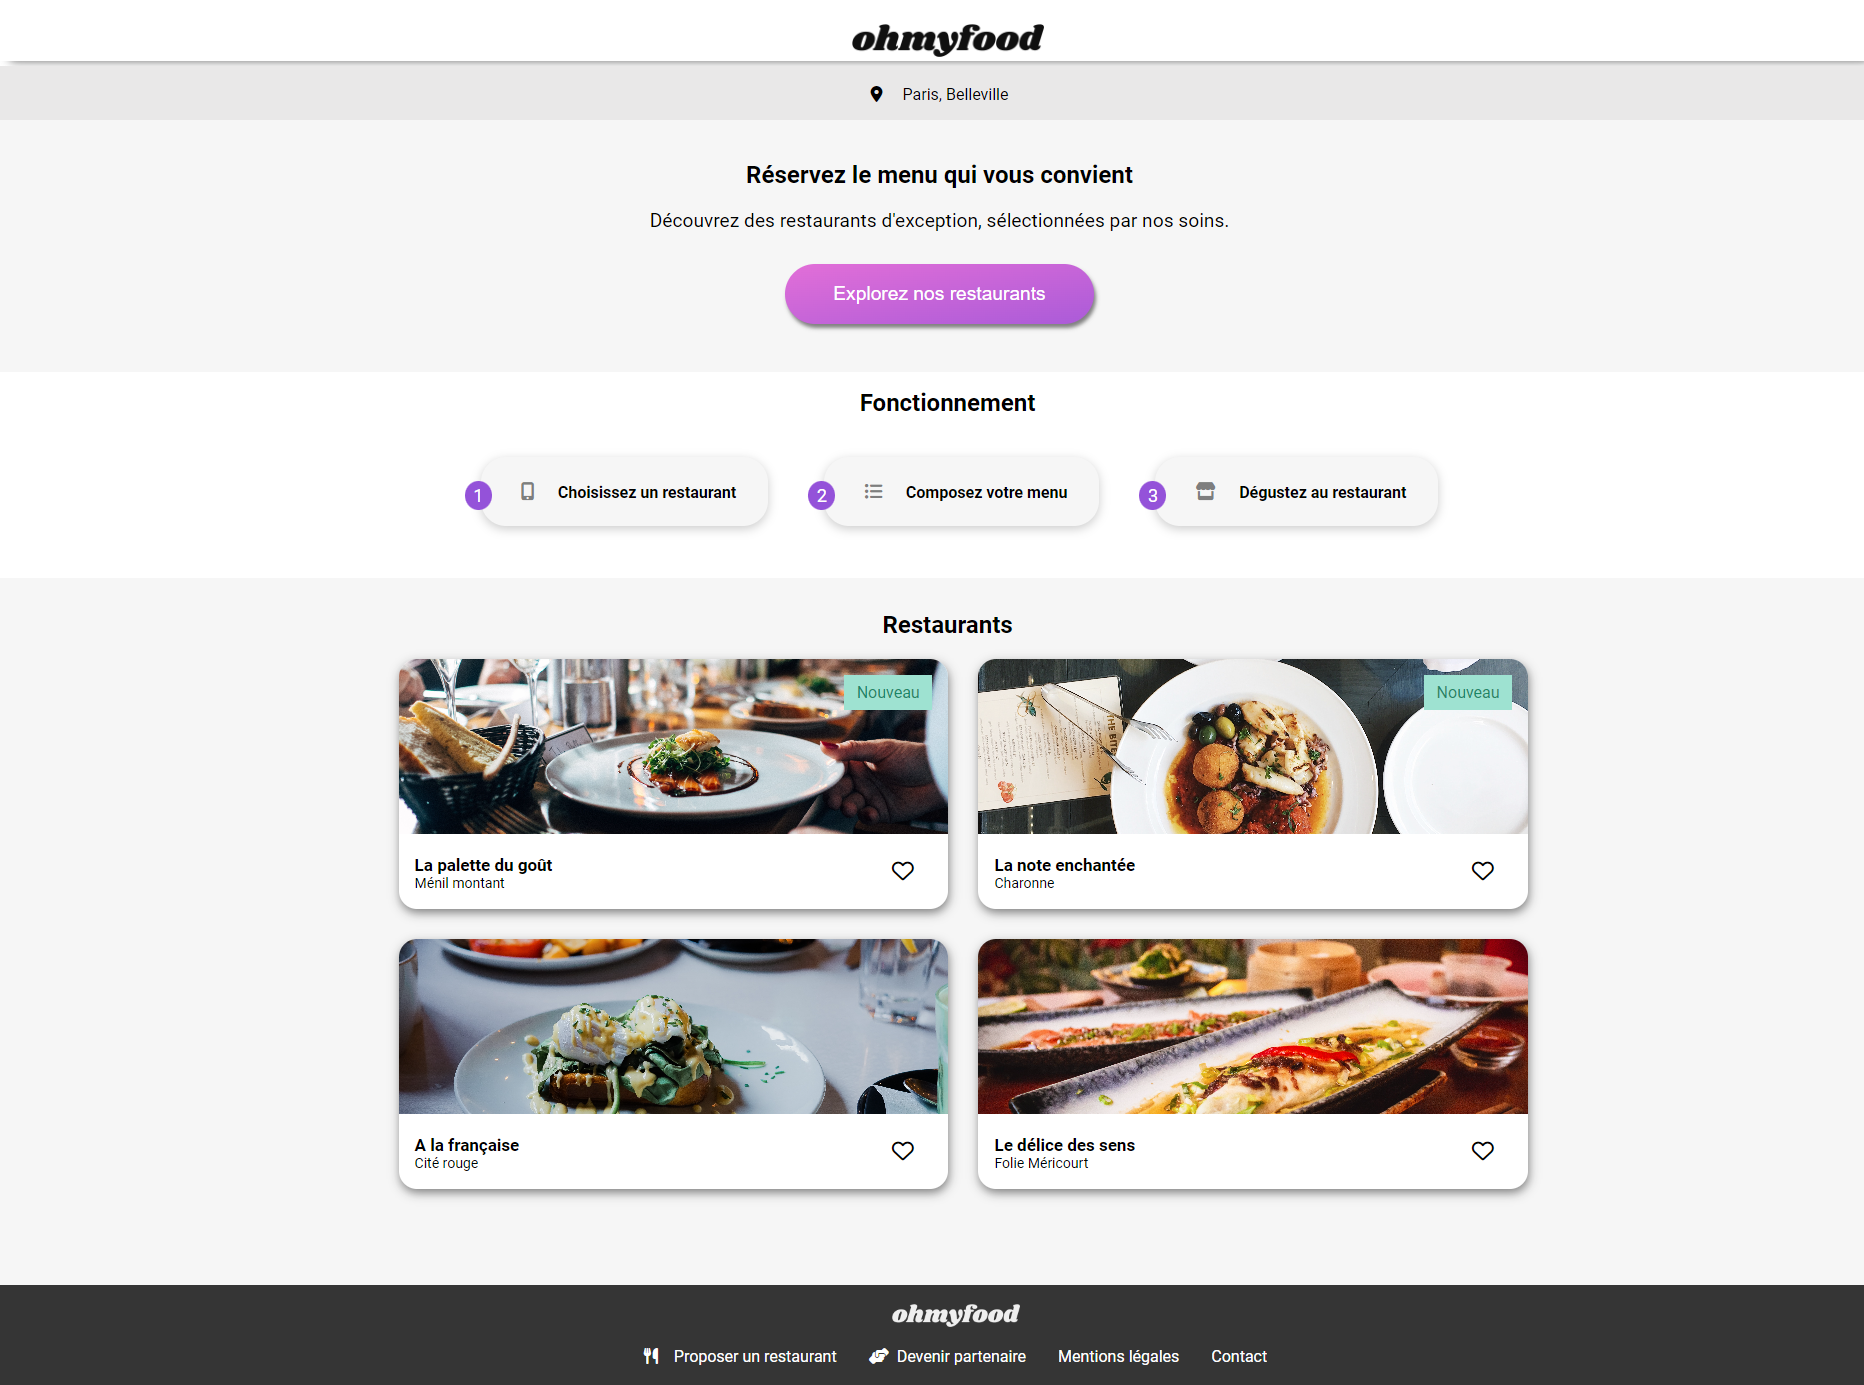 ohmyfood
Paris, Belleville
Réservez le menu qui vous convient
Découvrez des restaurants d'exception, sélectionnées par nos soins.
Explorez nos restaurants
Fonctionnement
1 Choisissez un restaurant
2 Composez votre menu
3 Dégustez au restaurant
Restaurants
Nouveau
Nouveau
La palette du goût
Ménil montant
La note enchantée
Charonne
A la française
Cité rouge
Le délice des sens
Folie Méricourt
ohmyfood
Proposer un restaurant Devenir partenaire Mentions légales Contact